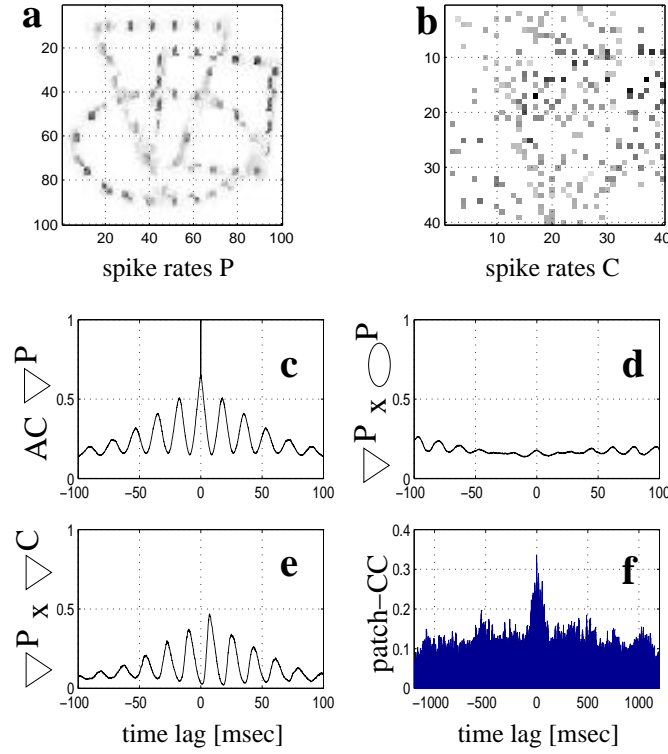 a
20
40
60
80
100
20 40 60 80 100
spike rates P
b
10
20
30
40
10 20 30 40
spike rates C
c
1
0.5
0
−100 −50 0 50 100
AC P
d
1
0.5
0
−100 −50 0 50 100
P x P
e
1
0.5
0
−100 −50 0 50 100
P x C
time lag [msec]
f
0.4
0.3
0.2
0.1
0
−1000 −500 0 500 1000
patch−CC
time lag [msec]